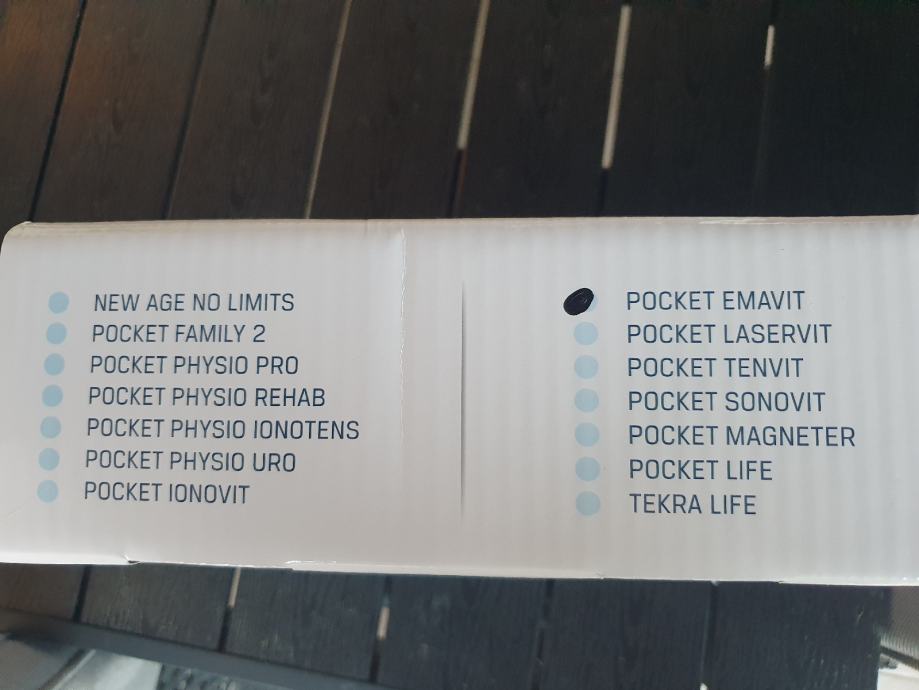 NEW AGE NO LIMITS
POCKET FAMILY 2
POCKET PHYSIO PRO
POCKET PHYSIO REHAB
POCKET PHYSIO IONOTENS
POCKET PHYSIO URO
POCKET IONOVIT
POCKET EMAVIT
POCKET LASERVIT
POCKET TENVIT
POCKET SONOVIT
POCKET MAGNETER
POCKET LIFE
TEKRA LIFE